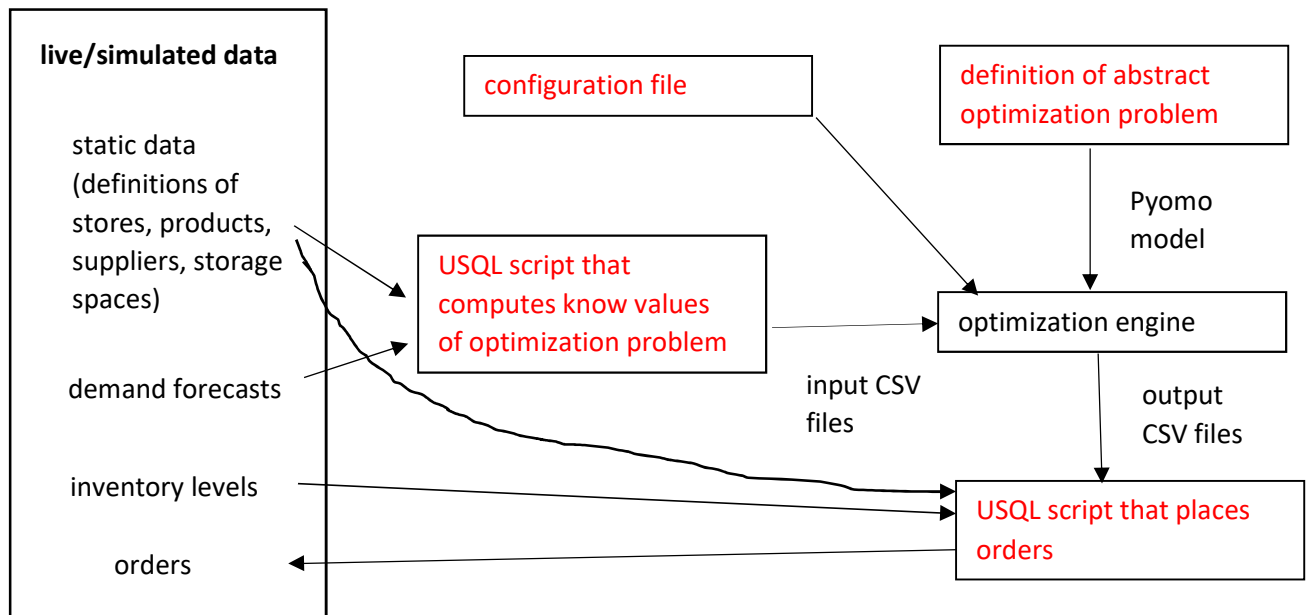 live/simulated data
static data
(definitions of
stores, products,
suppliers, storage
spaces)
demand forecasts
inventory levels
orders
configuration file
definition of abstract
optimization problem
Pyomo
model
USQL script that
computes know values
of optimization problem
input CSV
files
optimization engine
output
CSV files
USQL script that places
orders